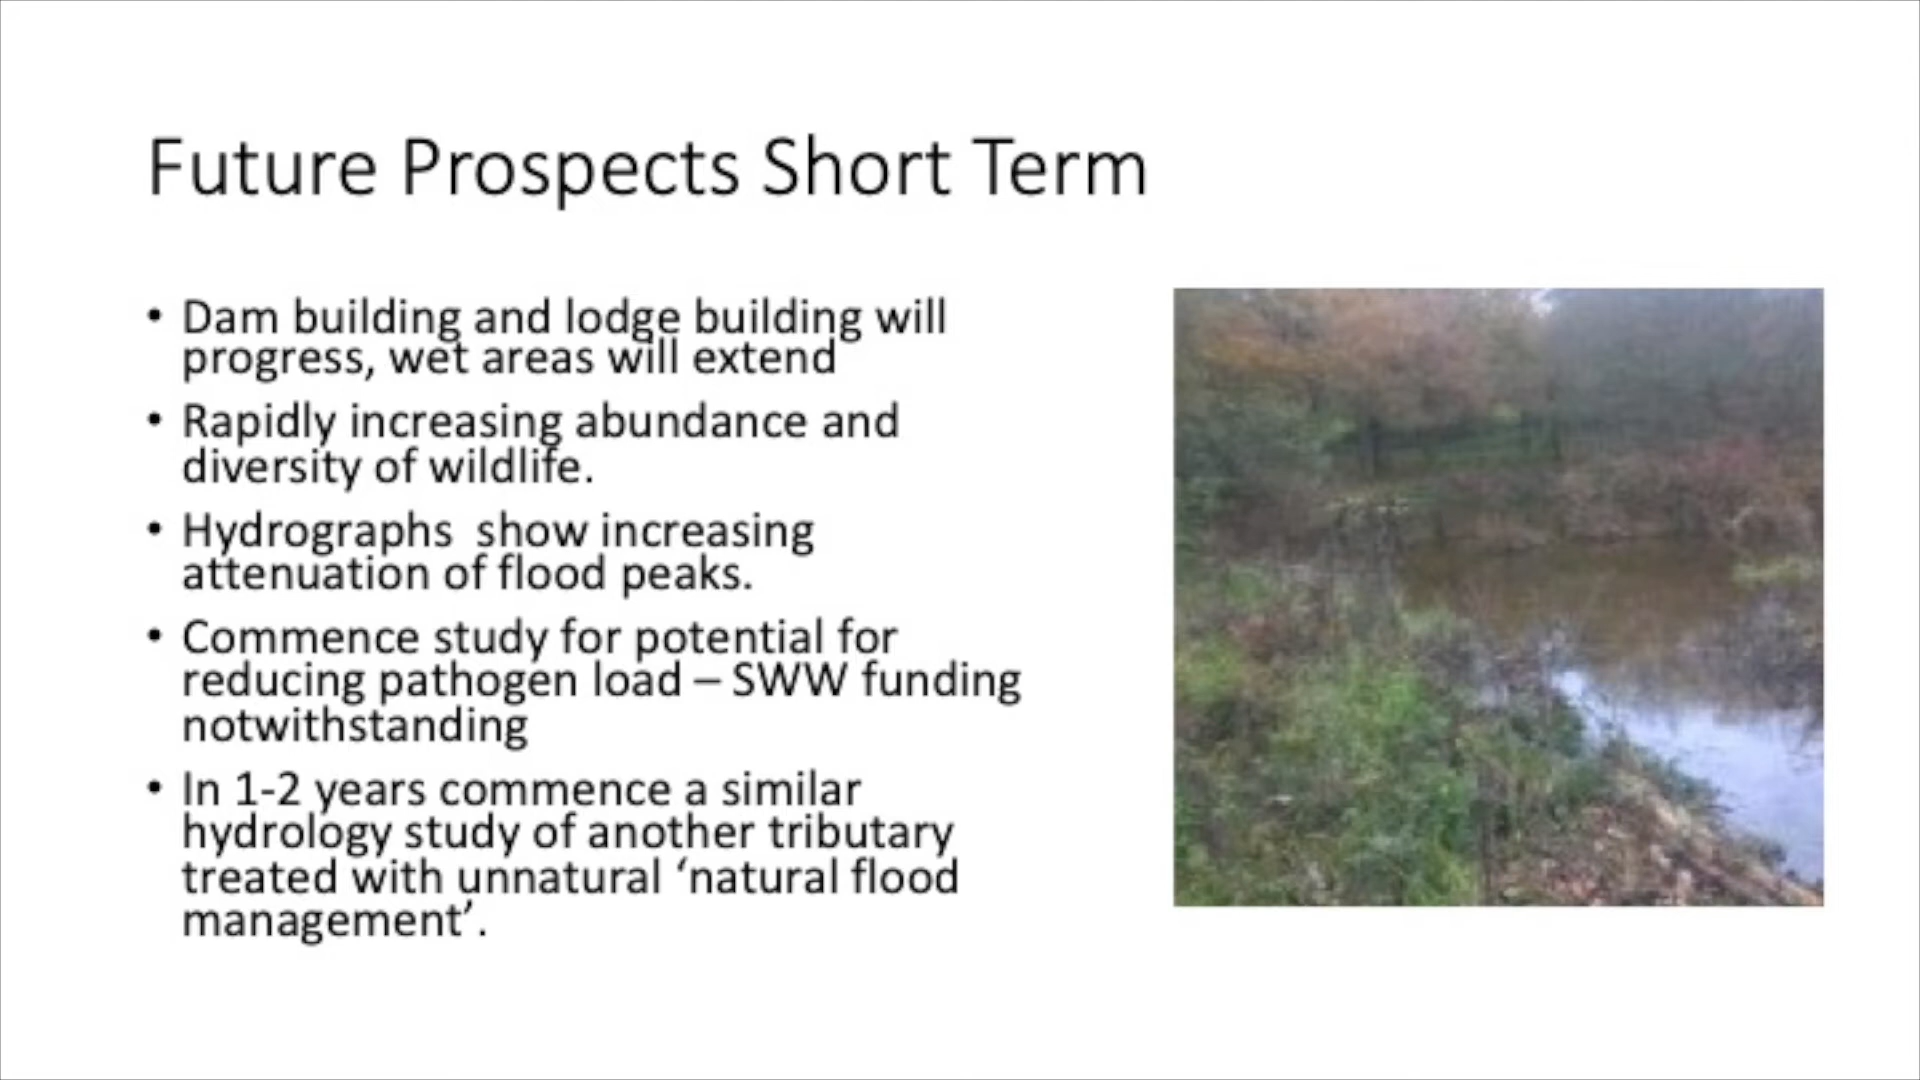 Future Prospects Short Term
• Dam building and lodge building will
progress, wet areas will extend
• Rapidly increasing abundance and
diversity of wildlife.
• Hydrographs  show increasing
attenuation of flood peaks.
• Commence study for potential for
reducing pathogen load – SWW funding
notwithstanding
• In 1-2 years commence a similar
hydrology study of another tributary
treated with unnatural ‘natural flood
management’.